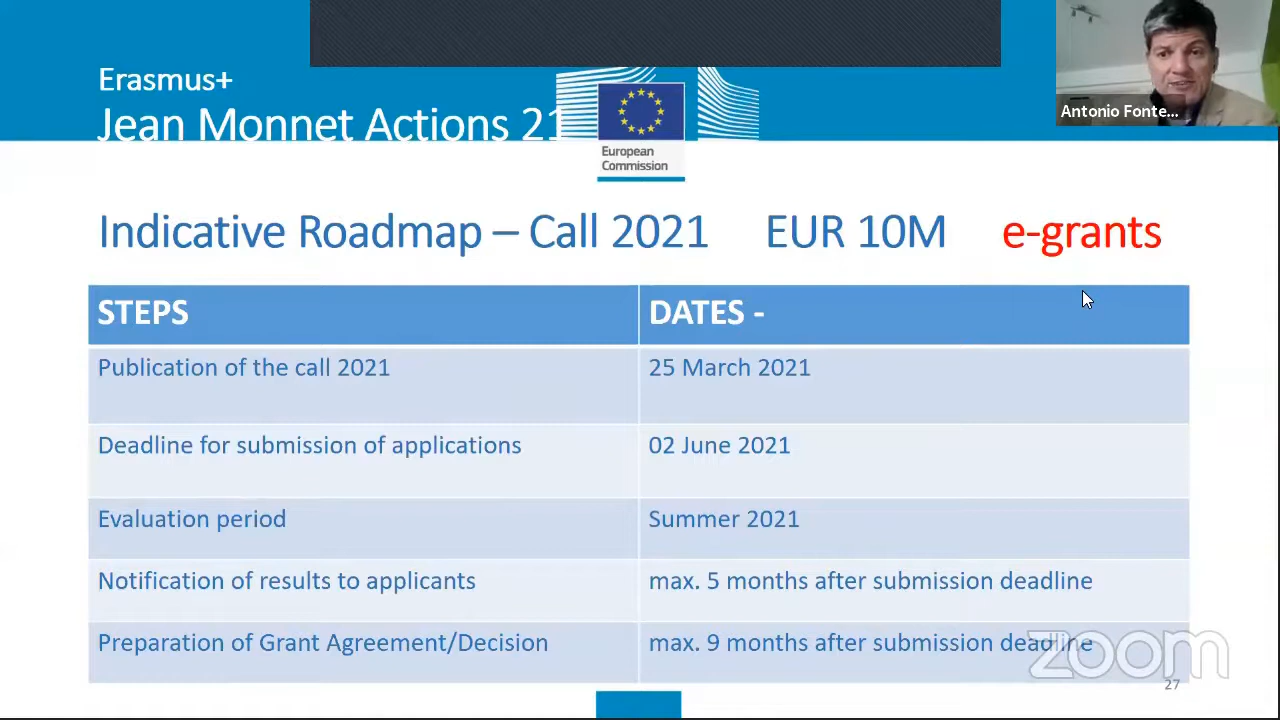 Erasmus+
Jean Monnet Actions 21
European
Commission
Antonio Fonte...
Indicative Roadmap – Call 2021 EUR 10M e-grants
STEPS DATES -
Publication of the call 2021 25 March 2021
Deadline for submission of applications 02 June 2021
Evaluation period Summer 2021
Notification of results to applicants max. 5 months after submission deadline
Preparation of Grant Agreement/Decision max. 9 months after submission deadline
zoom
27